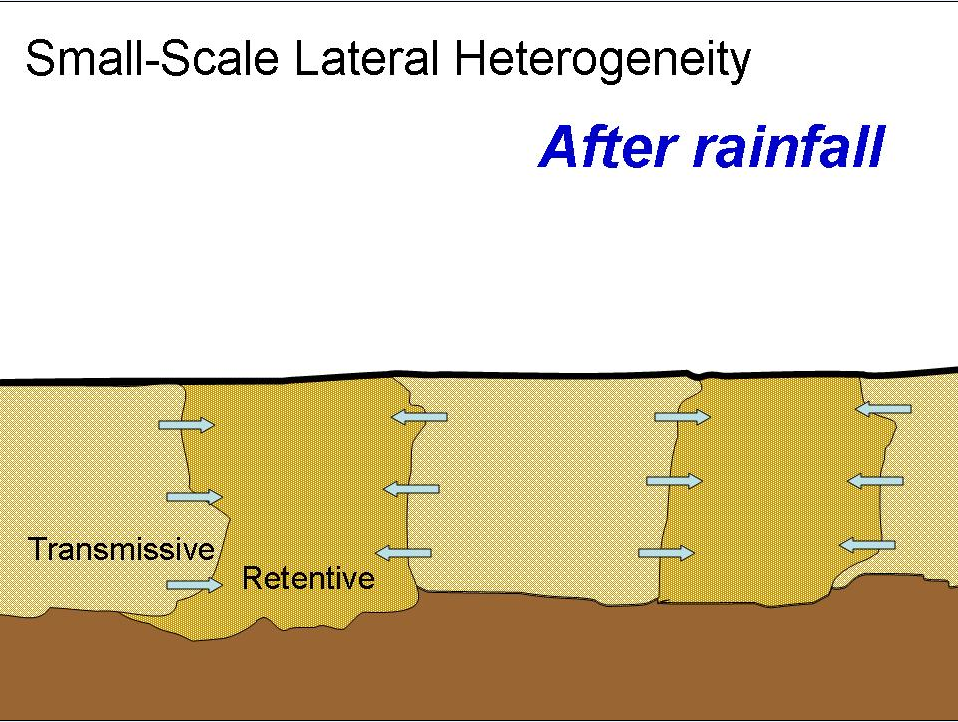 Small-Scale Lateral Heterogeneity
After rainfall
Transmissive
Retentive